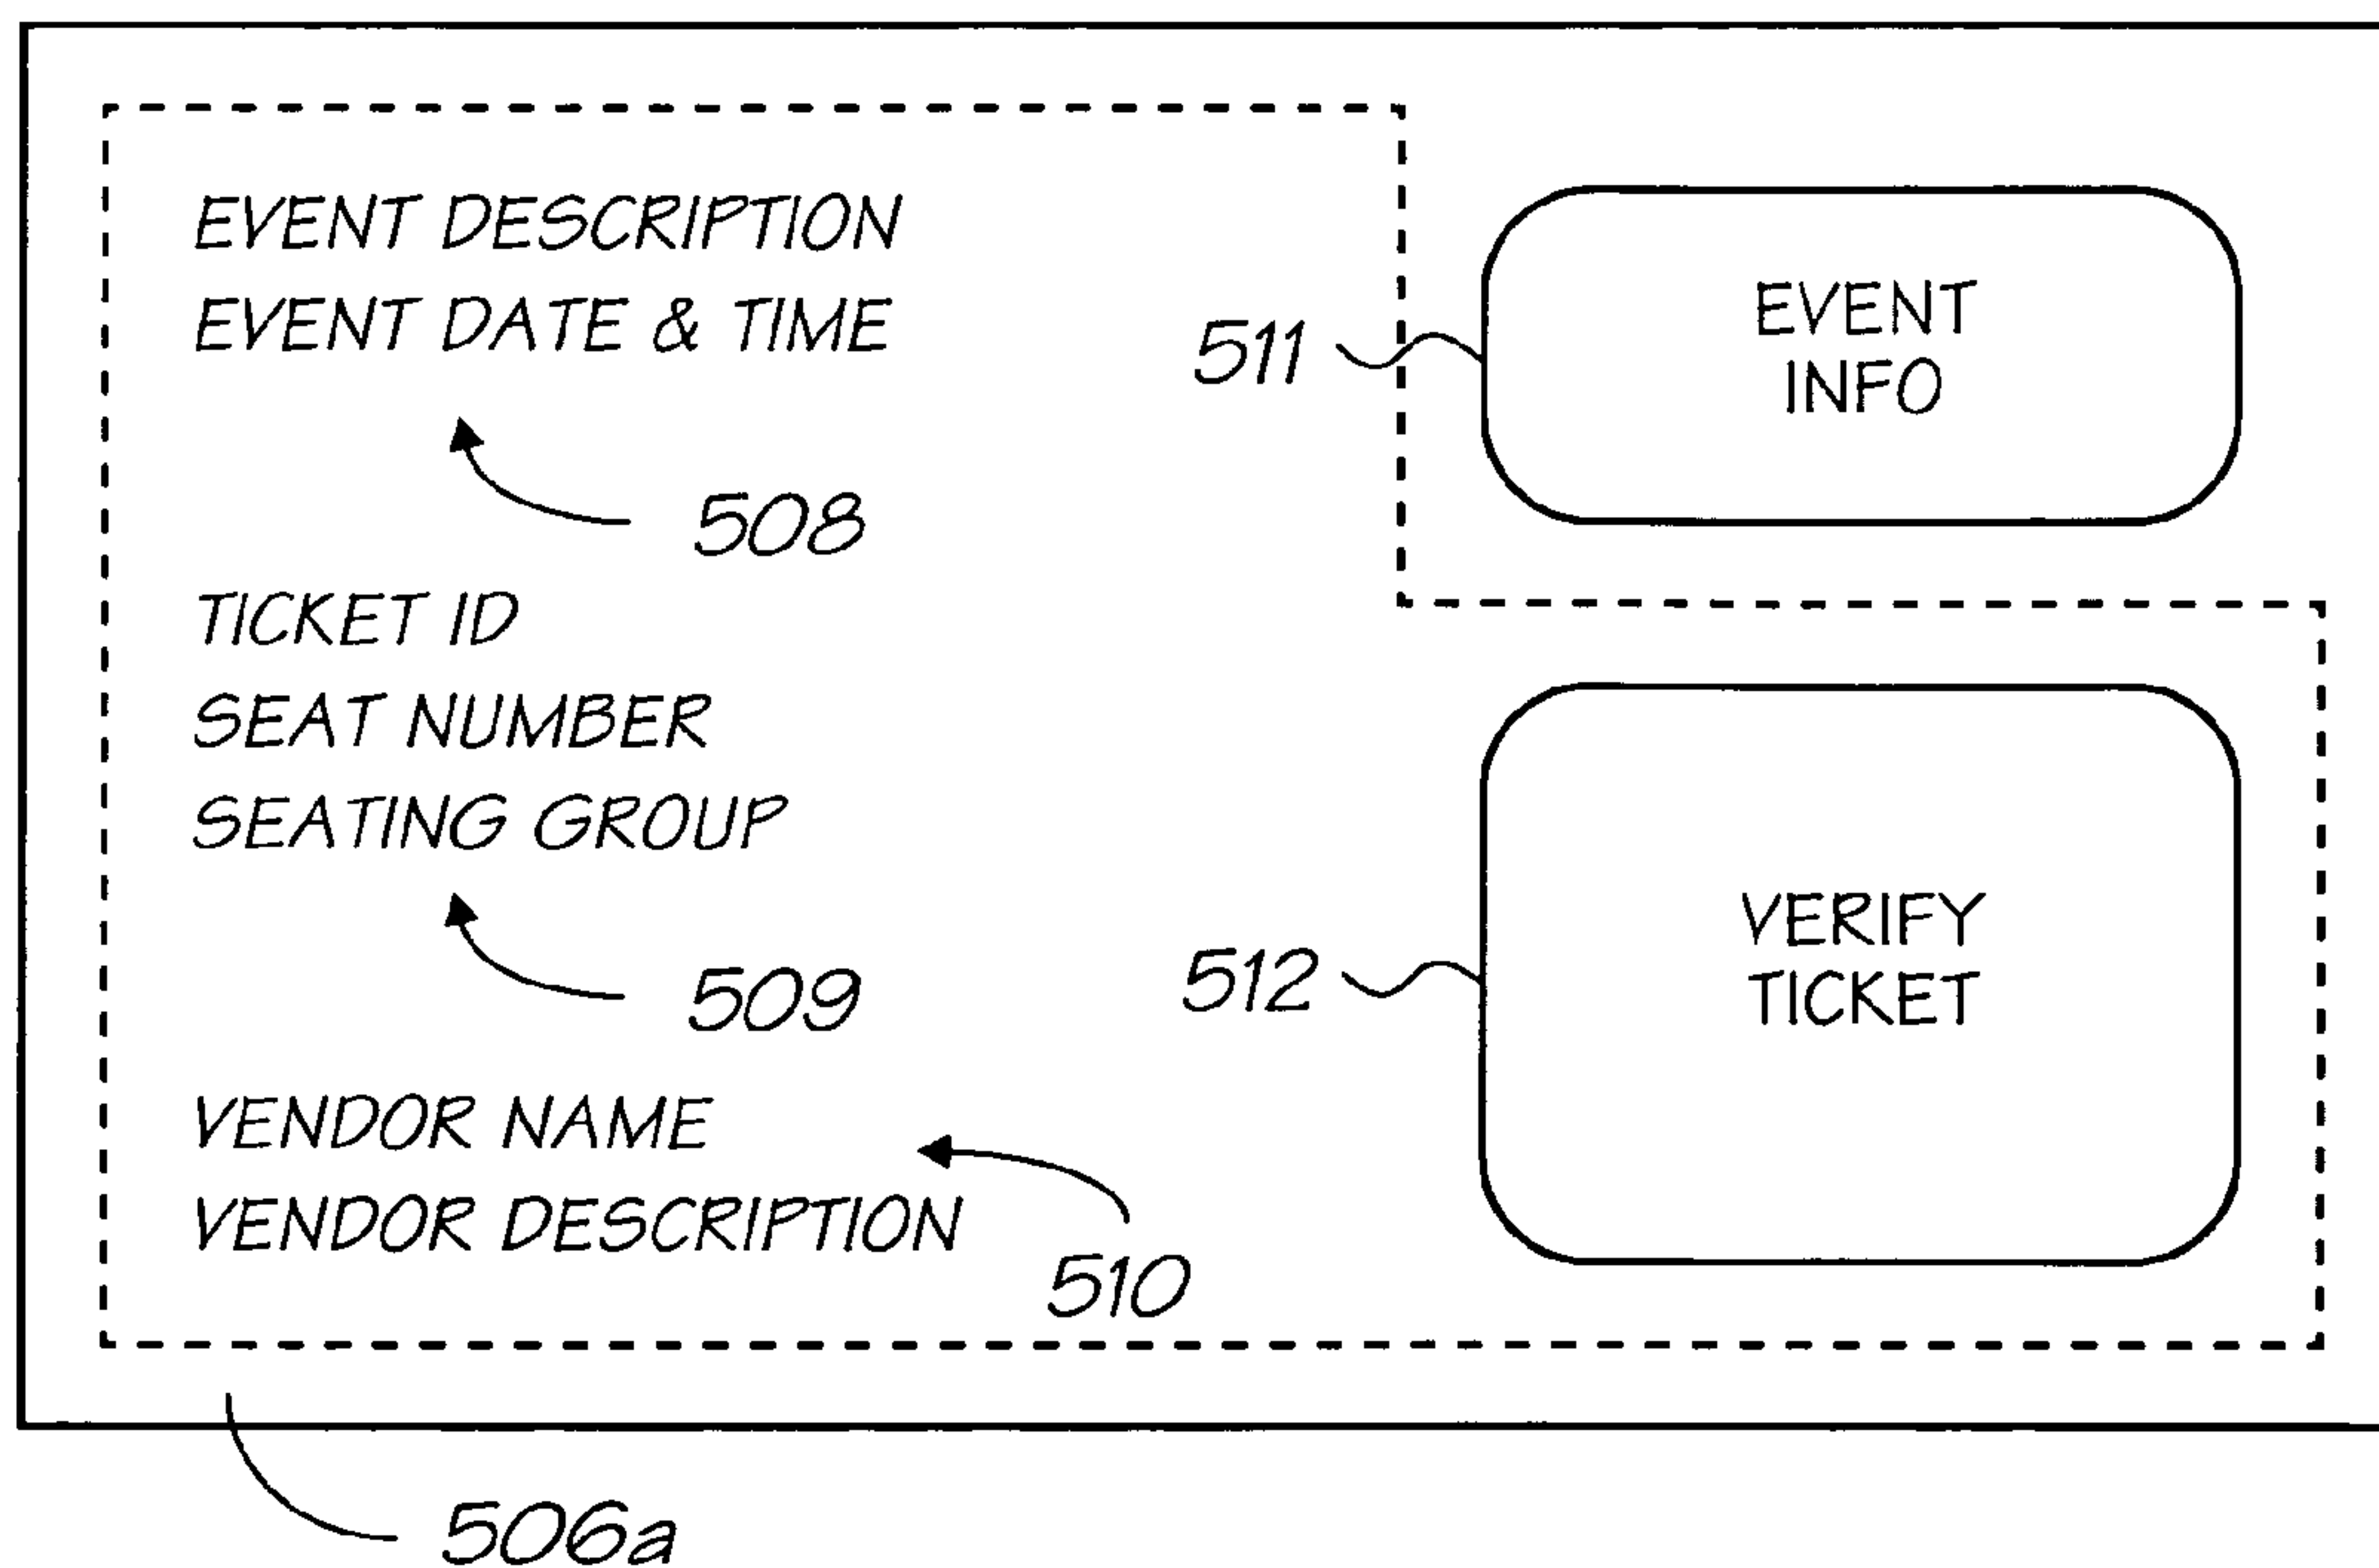 EVENT DESCRIPTION
EVENT DATE & TIME
508
TICKET ID
SEAT NUMBER
SEATING GROUP
509
VENDOR NAME
VENDOR DESCRIPTION
510
511
EVENT
INFO
512
VERIFY
TICKET
506a